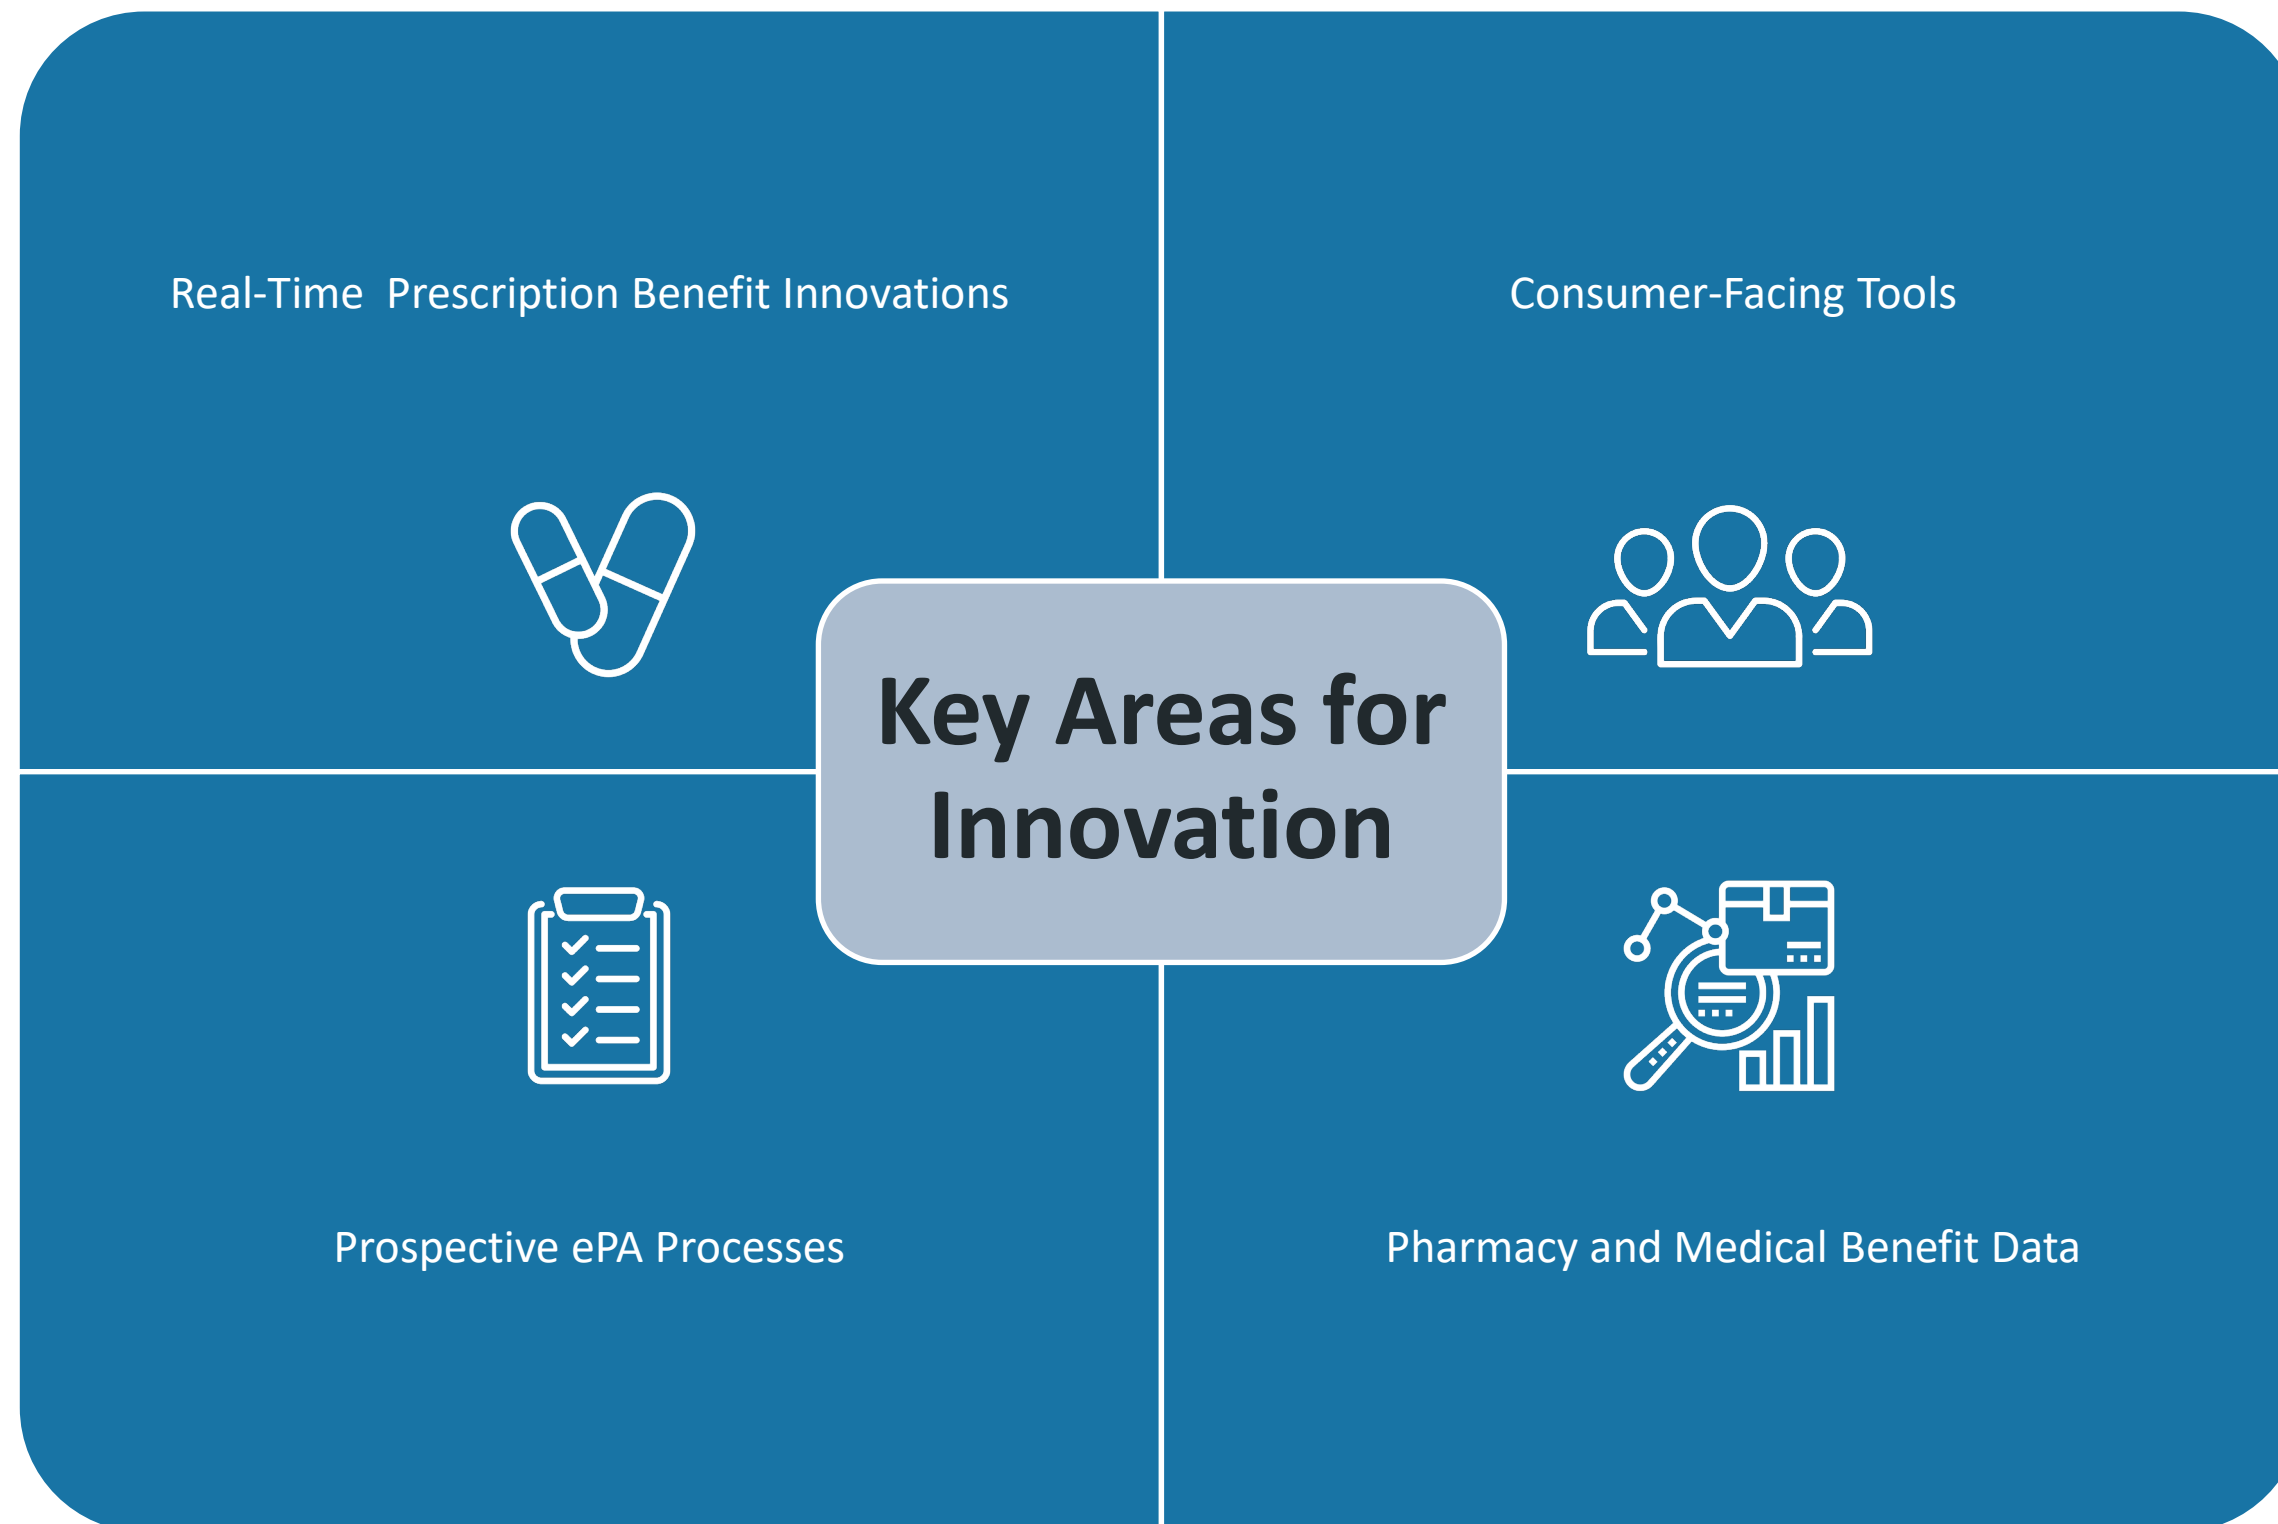 Real-Time  Prescription Benefit Innovations
Consumer-Facing Tools
Key Areas for
Innovation
Prospective ePA Processes
Pharmacy and Medical Benefit Data